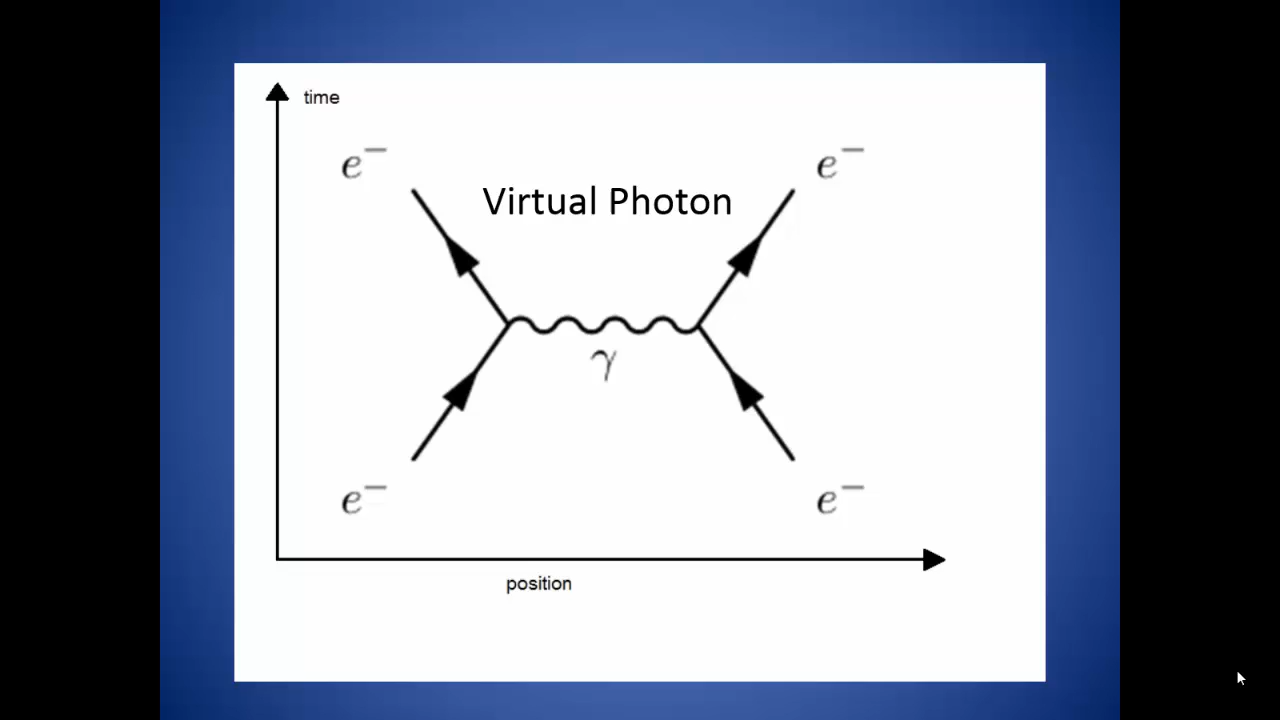 time
e⁻ e⁻
Virtual Photon
γ
e⁻ e⁻
position